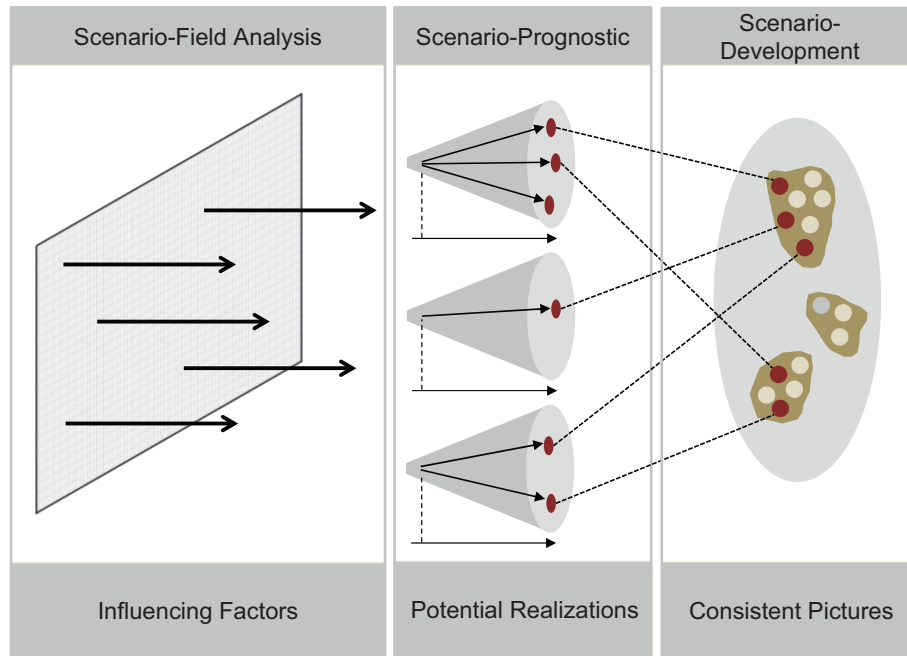 Scenario-Field Analysis
Scenario-Prognostic
Scenario-
Development
Influencing Factors
Potential Realizations
Consistent Pictures